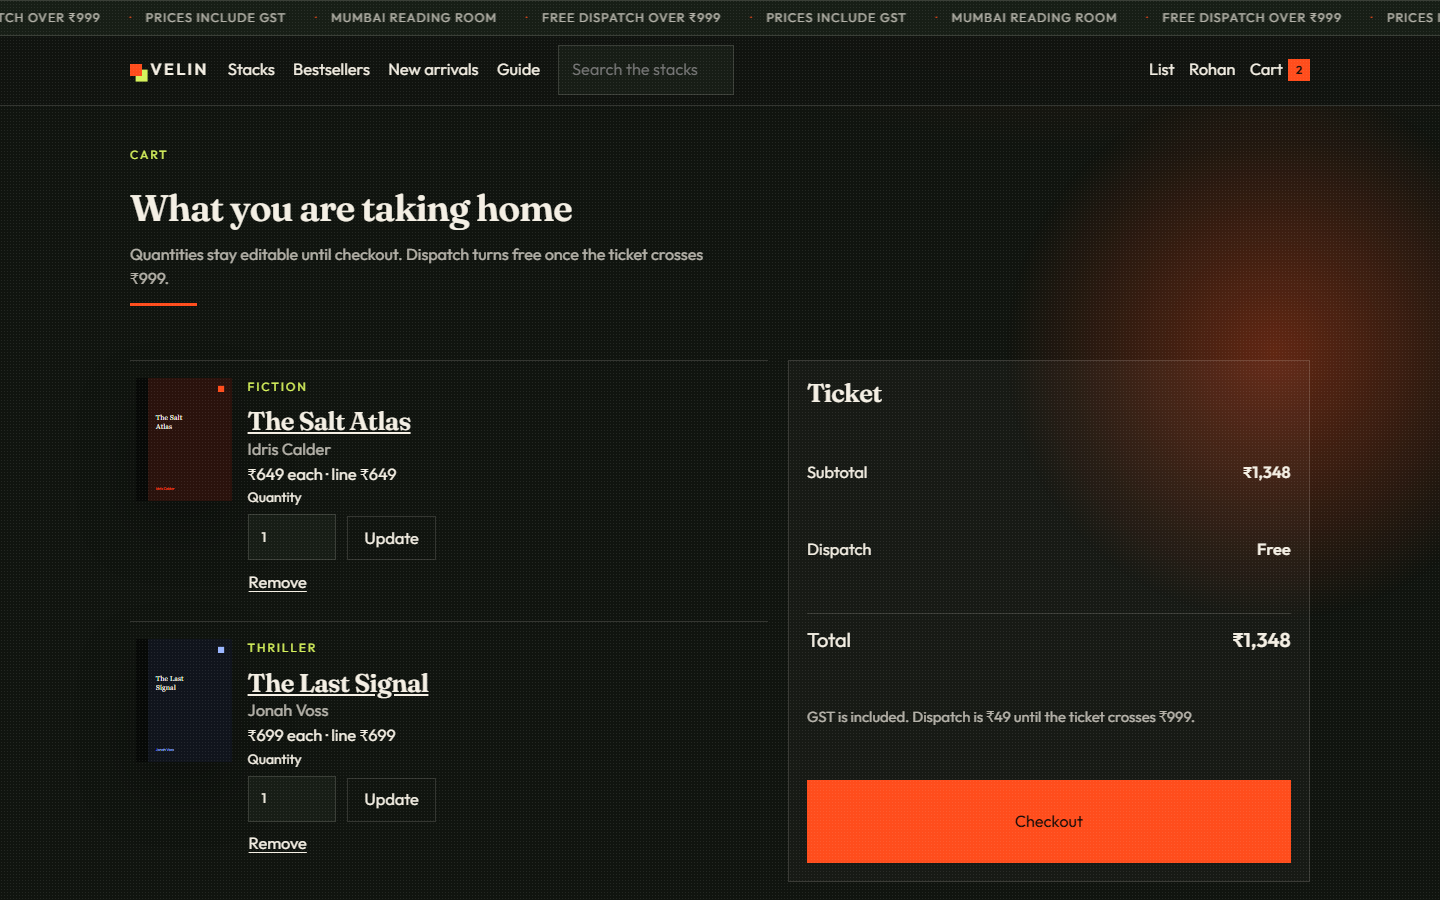 TCH OVER ₹999 · PRICES INCLUDE GST · MUMBAI READING ROOM · FREE DISPATCH OVER ₹999 · PRICES INCLUDE GST · MUMBAI READING ROOM · FREE DISPATCH OVER ₹999 · PRICES
VELIN Stacks Bestsellers New arrivals Guide Search the stacks List Rohan Cart 2
CART
What you are taking home
Quantities stay editable until checkout. Dispatch turns free once the ticket crosses
₹999.
The Salt
Atlas
Idris Calder
FICTION
The Salt Atlas
Idris Calder
₹649 each · line ₹649
Quantity
1 Update
Remove
The Last
Signal
Jonah Voss
THRILLER
The Last Signal
Jonah Voss
₹699 each · line ₹699
Quantity
1 Update
Remove
Ticket
Subtotal ₹1,348
Dispatch Free
Total ₹1,348
GST is included. Dispatch is ₹49 until the ticket crosses ₹999.
Checkout